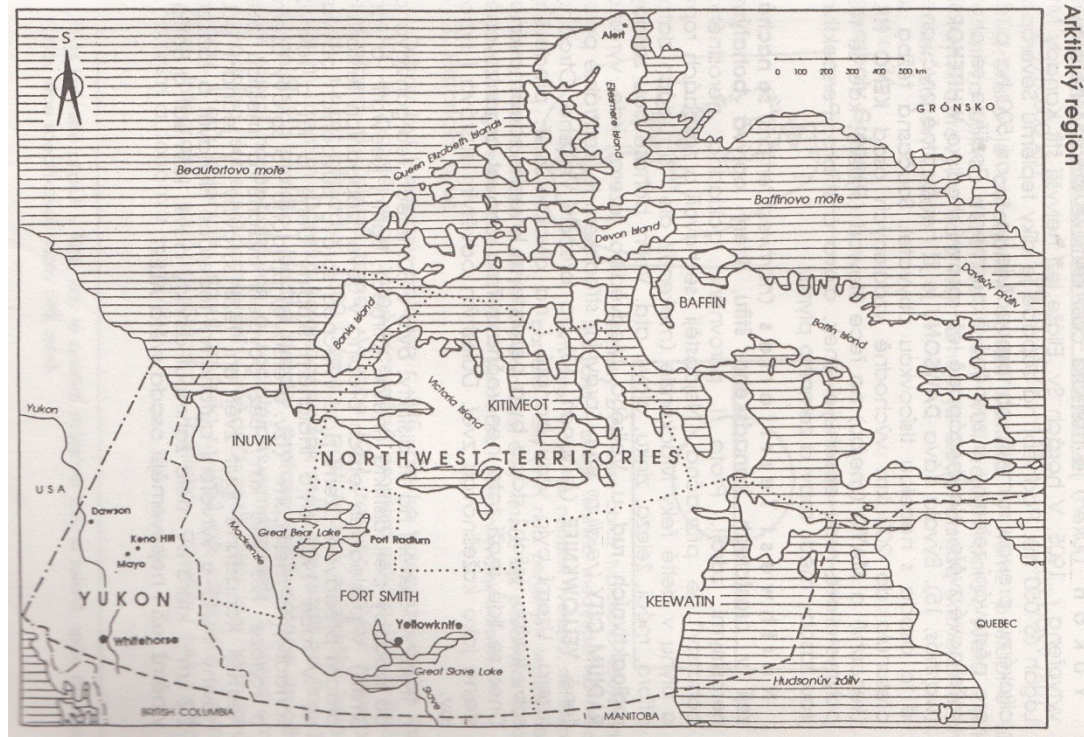 Arktický region
S
Alert
0 100 200 300 400 500 km
GRÓNSKO
Ellesmere Island
Queen Elizabeth Islands
Beaufortovo moře
Baffinovo moře
Devon Island
Davisův průliv
BAFFIN
Baffin Island
Banks Island
Victoria Island
KITIMEOT
Yukon
INUVIK
NORTHWEST TERRITORIES
USA
Dawson
Mackenzie
Great Bear Lake
Port Radium
Keno Hill
Mayo
YUKON
FORT SMITH
KEEWATIN
Whitehorse
Yellowknife
QUEBEC
Great Slave Lake
Hudsonův záliv
Slave
BRITISH COLUMBIA
MANITOBA